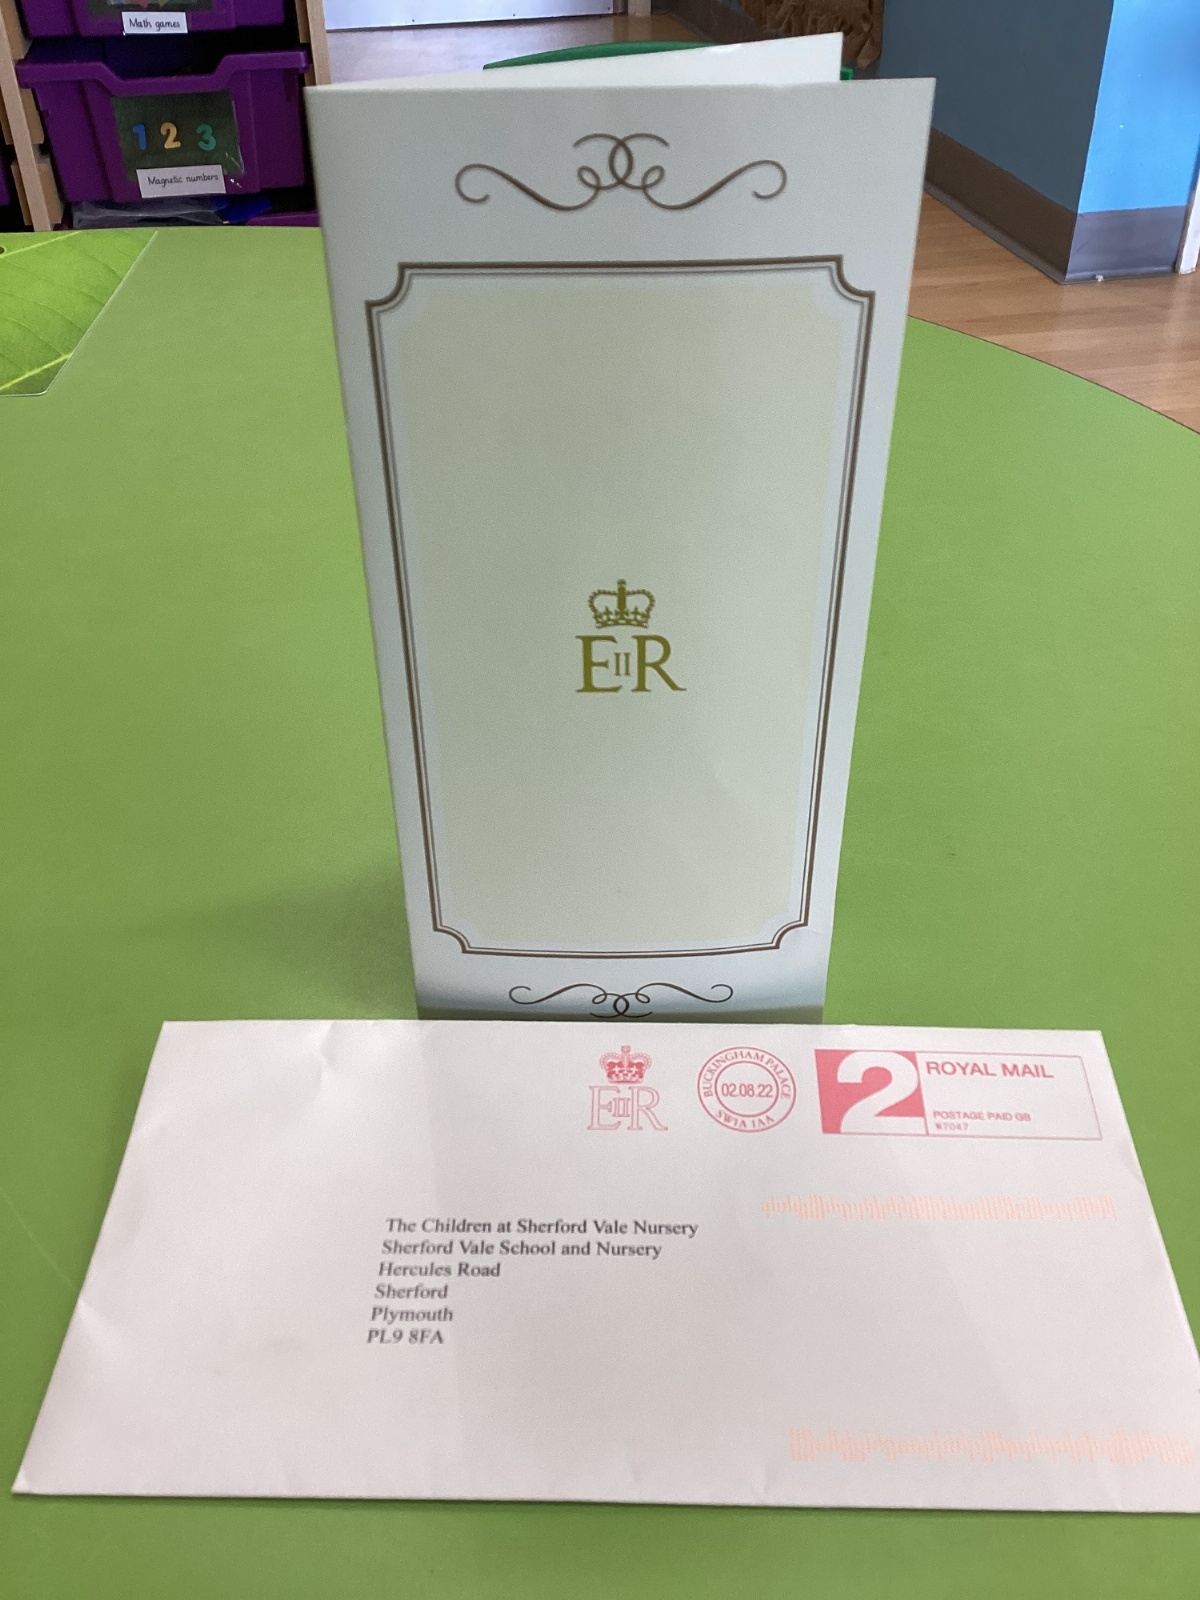 Math games
1 2 3
Magnetic numbers
EIIR
EIIR
BUCKINGHAM PALACE
02.08.22
SW1A 1AA
2
ROYAL MAIL
POSTAGE PAID GB
The Children at Sherford Vale Nursery
Sherford Vale School and Nursery
Hercules Road
Sherford
Plymouth
PL9 8FA